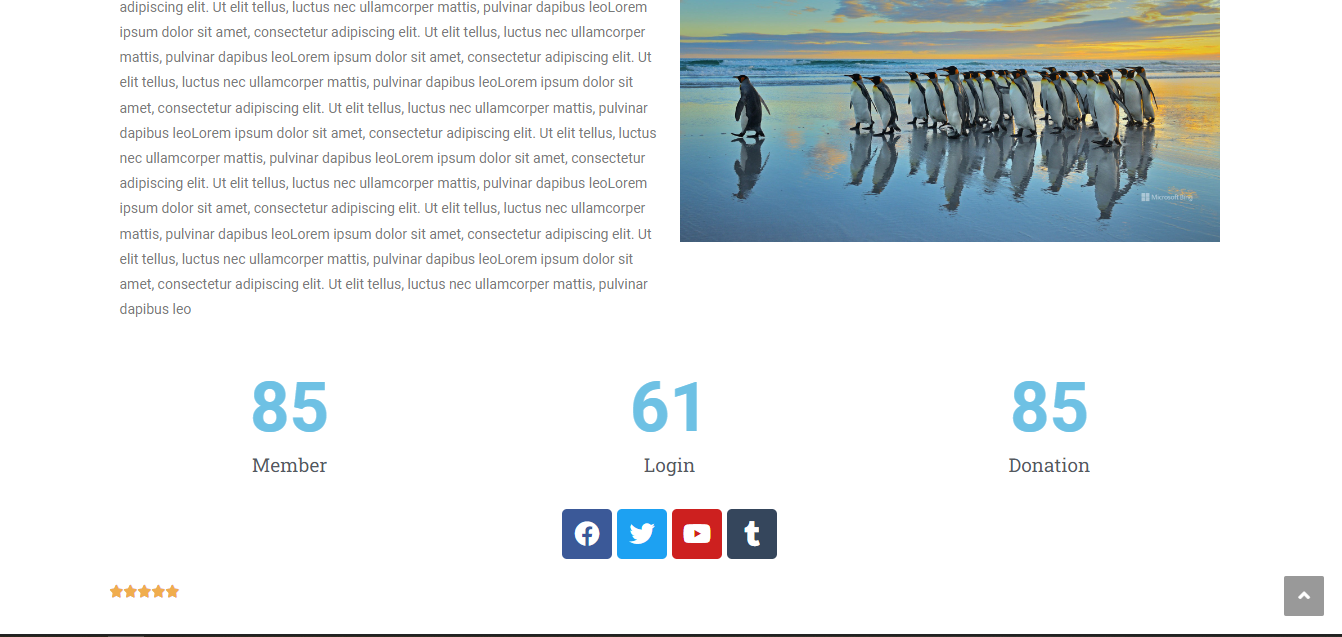 adipiscing elit. Ut elit tellus, luctus nec ullamcorper mattis, pulvinar dapibus leoLorem
ipsum dolor sit amet, consectetur adipiscing elit. Ut elit tellus, luctus nec ullamcorper
mattis, pulvinar dapibus leoLorem ipsum dolor sit amet, consectetur adipiscing elit. Ut
elit tellus, luctus nec ullamcorper mattis, pulvinar dapibus leoLorem ipsum dolor sit
amet, consectetur adipiscing elit. Ut elit tellus, luctus nec ullamcorper mattis, pulvinar
dapibus leoLorem ipsum dolor sit amet, consectetur adipiscing elit. Ut elit tellus, luctus
nec ullamcorper mattis, pulvinar dapibus leoLorem ipsum dolor sit amet, consectetur
adipiscing elit. Ut elit tellus, luctus nec ullamcorper mattis, pulvinar dapibus leoLorem
ipsum dolor sit amet, consectetur adipiscing elit. Ut elit tellus, luctus nec ullamcorper
mattis, pulvinar dapibus leoLorem ipsum dolor sit amet, consectetur adipiscing elit. Ut
elit tellus, luctus nec ullamcorper mattis, pulvinar dapibus leoLorem ipsum dolor sit
amet, consectetur adipiscing elit. Ut elit tellus, luctus nec ullamcorper mattis, pulvinar
dapibus leo
Microsoft Bing
85
Member
61
Login
85
Donation